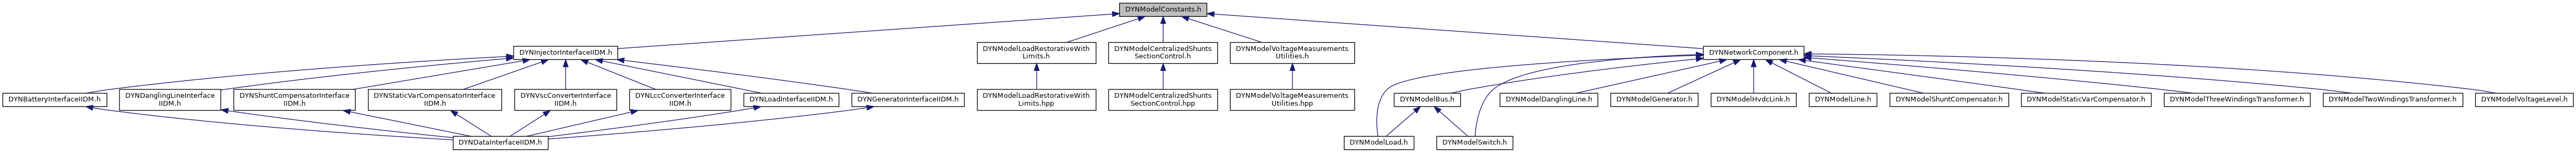 DYNModelConstants.h
DYNInjectorInterfaceIIDM.h
DYNModelLoadRestorativeWith
Limits.h
DYNModelCentralizedShunts
SectionControl.h
DYNModelVoltageMeasurements
Utilities.h
DYNNetworkComponent.h
DYNBatteryInterfaceIIDM.h
DYNDanglingLineInterface
IIDM.h
DYNShuntCompensatorInterface
IIDM.h
DYNStaticVarCompensatorInterface
IIDM.h
DYNVscConverterInterface
IIDM.h
DYNLccConverterInterface
IIDM.h
DYNLoadInterfaceIIDM.h
DYNGeneratorInterfaceIIDM.h
DYNModelLoadRestorativeWith
Limits.hpp
DYNModelCentralizedShunts
SectionControl.hpp
DYNModelVoltageMeasurements
Utilities.hpp
DYNModelBus.h
DYNModelDanglingLine.h
DYNModelGenerator.h
DYNModelHvdcLink.h
DYNModelLine.h
DYNModelShuntCompensator.h
DYNModelStaticVarCompensator.h
DYNModelThreeWindingsTransformer.h
DYNModelTwoWindingsTransformer.h
DYNModelVoltageLevel.h
DYNDataInterfaceIIDM.h
DYNModelLoad.h
DYNModelSwitch.h